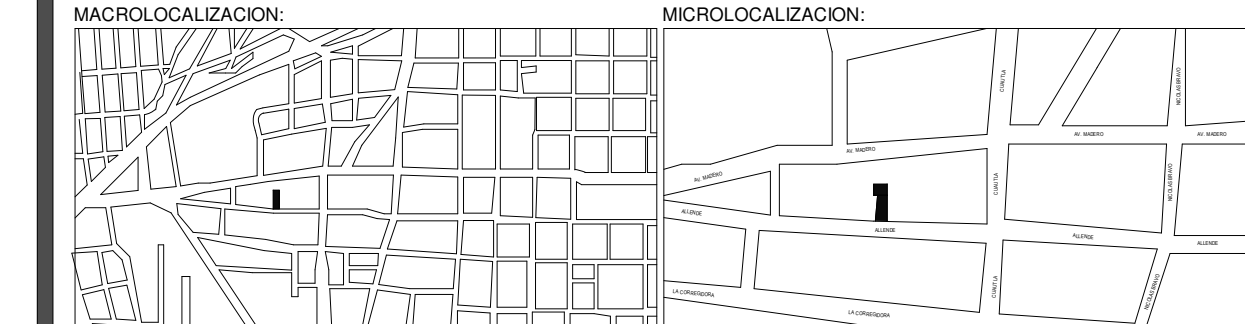 MACROLOCALIZACION:
MICROLOCALIZACION:
CUAUTLA
NICOLAS BRAVO
AV. MADERO
AV. MADERO
AV. MADERO
AV. MADERO
CUAUTLA
NICOLAS BRAVO
ALLENDE
ALLENDE
ALLENDE
ALLENDE
CUAUTLA
NICOLAS BRAVO
LA CORREGIDORA
LA CORREGIDORA